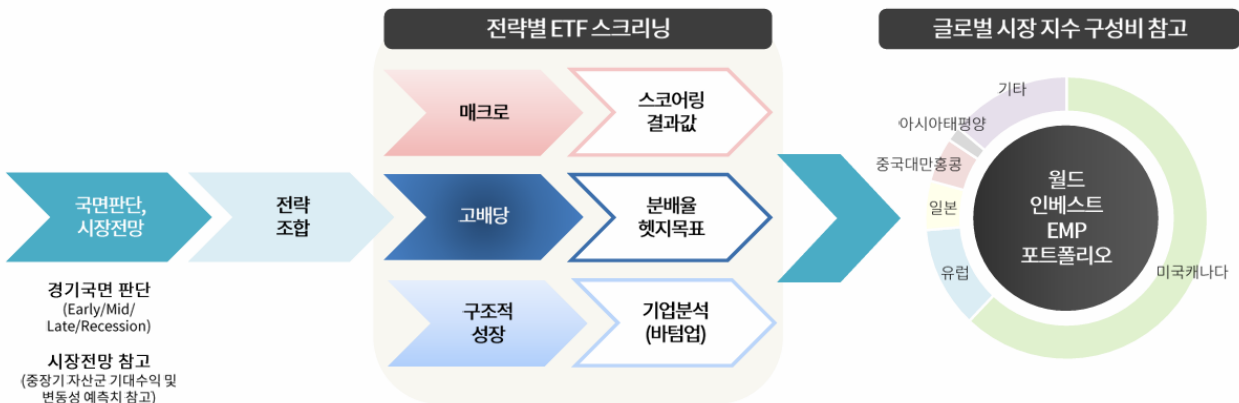 전략별 ETF 스크리닝
글로벌 시장 지수 구성비 참고
국면판단,
시장전망
경기국면 판단
(Early/Mid/
Late/Recession)
시장전망 참고
(중장기 자산군 기대수익 및
변동성 예측치 참고)
전략
조합
매크로
스코어링
결과값
고배당
분배율
헷지목표
구조적
성장
기업분석
(바텀업)
기타
아시아태평양
중국대만홍콩
일본
유럽
미국캐나다
월드
인베스트
EMP
포트폴리오